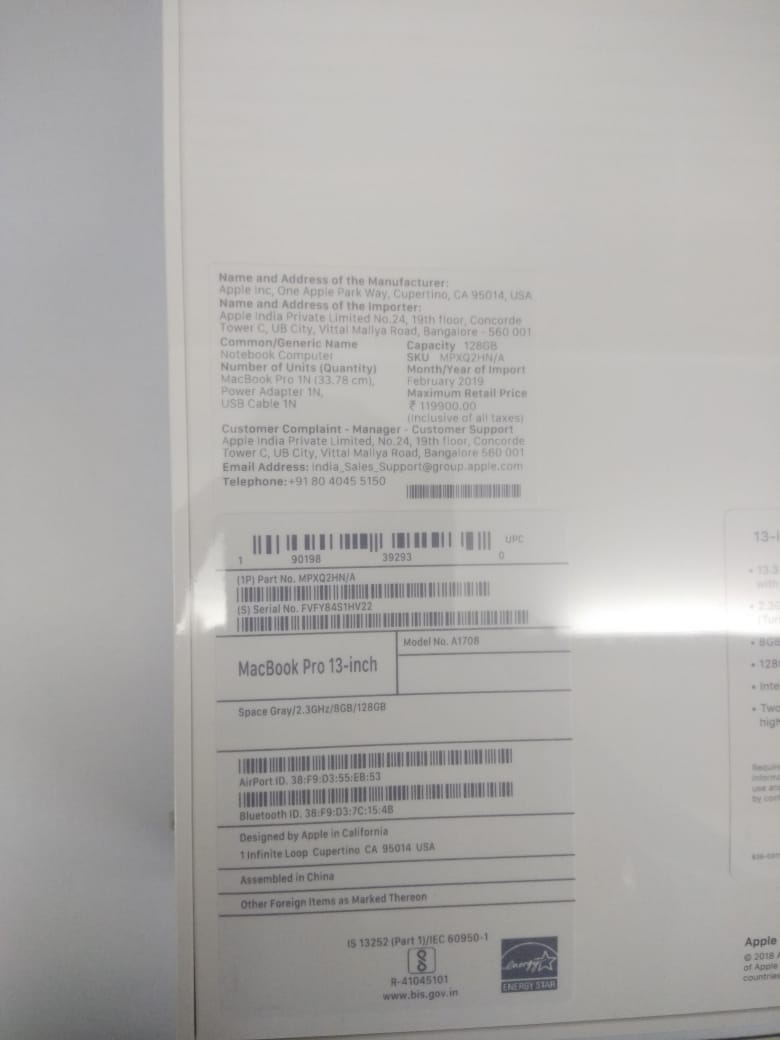 Name and Address of the Manufacturer:
Apple Inc, One Apple Park Way, Cupertino, CA 95014, USA
Name and Address of the Importer:
Apple India Private Limited No.24, 19th floor, Concorde
Tower C, UB City, Vittal Mallya Road, Bangalore - 560 001
Common/Generic Name
Notebook Computer
Number of Units (Quantity)
MacBook Pro 1N (33.78 cm),
Power Adapter 1N,
USB Cable 1N
Capacity 128GB
SKU MPXQ2HN/A
Month/Year of Import
February 2019
Maximum Retail Price
₹ 119900.00
(Inclusive of all taxes)
Customer Complaint - Manager - Customer Support
Apple India Private Limited, No.24, 19th floor, Concorde
Tower C, UB City, Vittal Mallya Road, Bangalore 560 001
Email Address: India_Sales_Support@group.apple.com
Telephone:+91 80 4045 5150
UPC
1 90198 39293 0
(1P) Part No. MPXQ2HN/A
(S) Serial No. FVFY84S1HV22
MacBook Pro 13-inch
Model No. A1708
Space Gray/2.3GHz/8GB/128GB
AirPort ID. 38:F9:D3:55:EB:53
Bluetooth ID. 38:F9:D3:7C:15:4B
Designed by Apple in California
1 Infinite Loop Cupertino CA 95014 USA
Assembled in China
Other Foreign Items as Marked Thereon
IS 13252 (Part 1)/IEC 60950-1
R-41045101
www.bis.gov.in
energy
ENERGY STAR
13-i
• 13.3
with
• 2.3G
(Tur
• 8GB
• 128
• Inte
• Two
high
Requir
informa
use an
by con
Apple
© 2018 A
of Apple
countries